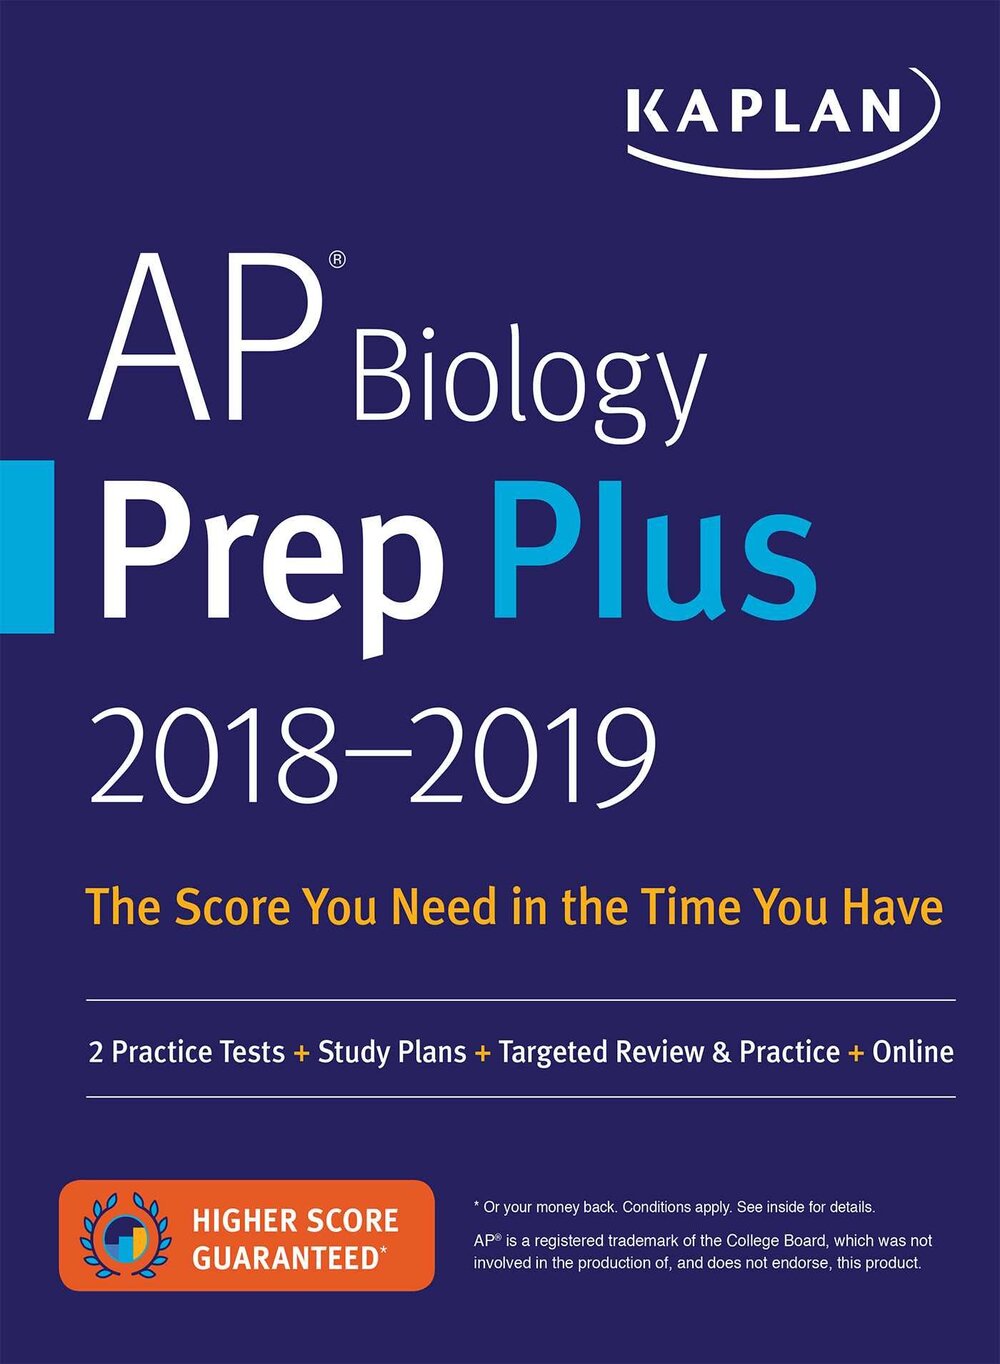 KAPLAN
AP®
Biology
Prep Plus
2018–2019
The Score You Need in the Time You Have
2 Practice Tests + Study Plans + Targeted Review & Practice + Online
HIGHER SCORE
GUARANTEED*
* Or your money back. Conditions apply. See inside for details.
AP® is a registered trademark of the College Board, which was not
involved in the production of, and does not endorse, this product.